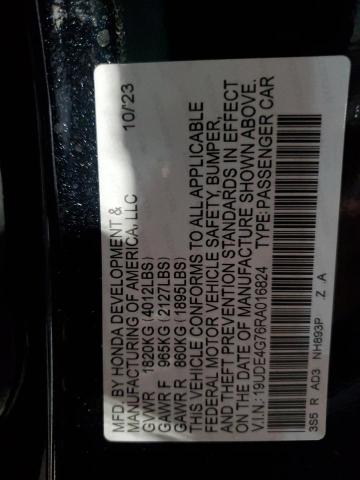 MFD. BY HONDA DEVELOPMENT & 10/23
MANUFACTURING OF AMERICA, LLC
GVWR 1820KG (4012LBS)
GAWR F 965KG (2127LBS)
GAWR R 860KG (1895LBS)
THIS VEHICLE CONFORMS TO ALL APPLICABLE
FEDERAL MOTOR VEHICLE SAFETY, BUMPER,
AND THEFT PREVENTION STANDARDS IN EFFECT
ON THE DATE OF MANUFACTURE SHOWN ABOVE.
V.I.N.: 19UDE4G76RA016824 TYPE: PASSENGER CAR
3S5 R AD3 NH893P .Z .A